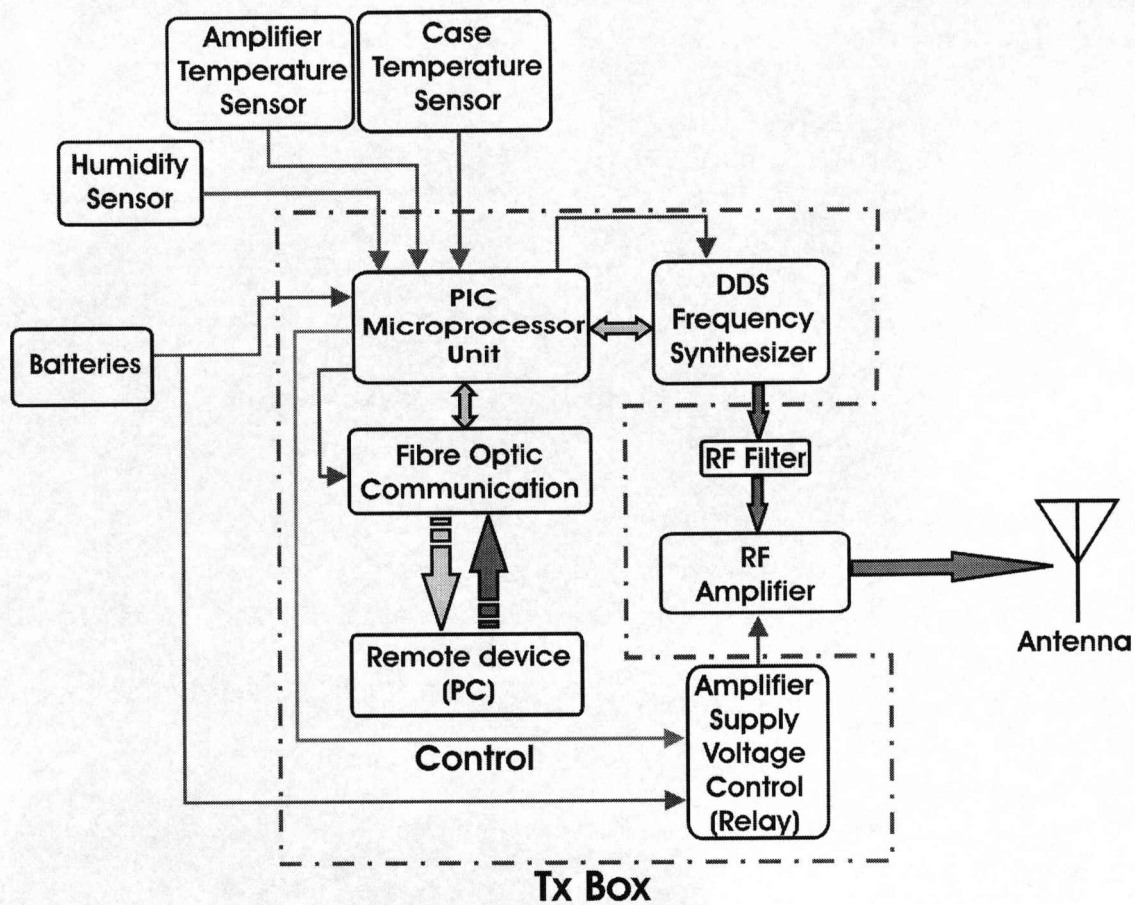 Amplifier
Temperature
Sensor
Case
Temperature
Sensor
Humidity
Sensor
PIC
Microprocessor
Unit
DDS
Frequency
Synthesizer
Batteries
Fibre Optic
Communication
RF Filter
RF
Amplifier
Antenna
Remote device
(PC)
Amplifier
Supply
Voltage
Control
(Relay)
Control
Tx Box